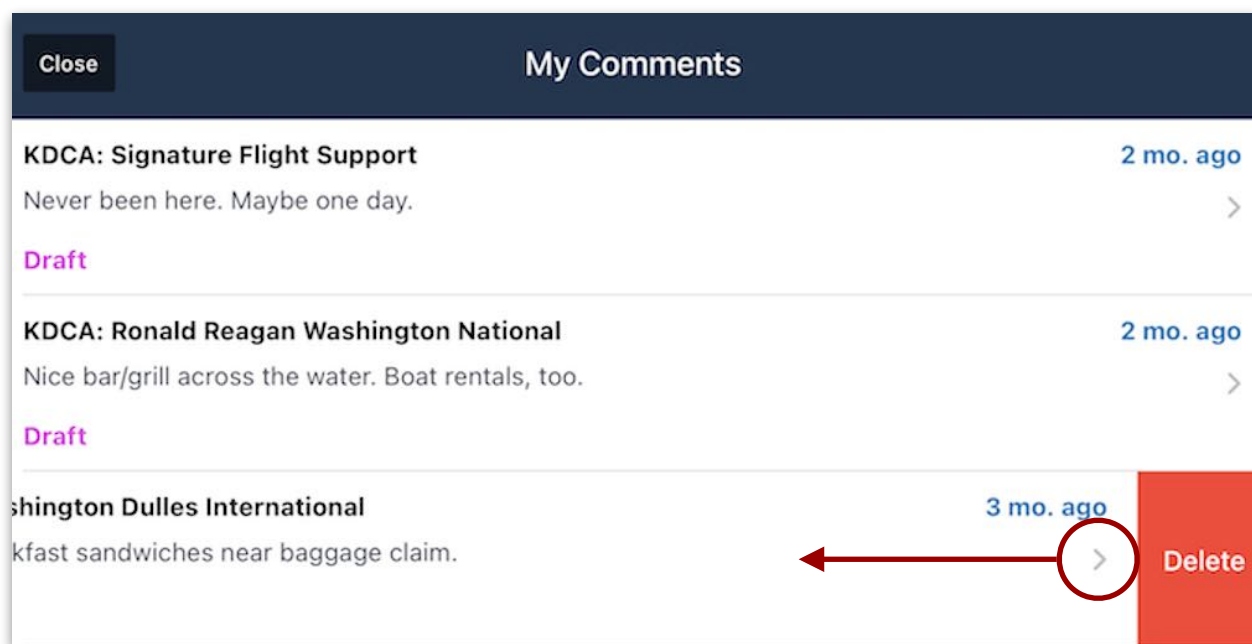 Close
My Comments
KDCA: Signature Flight Support
2 mo. ago
Never been here. Maybe one day.
Draft
KDCA: Ronald Reagan Washington National
2 mo. ago
Nice bar/grill across the water. Boat rentals, too.
Draft
shington Dulles International
3 mo. ago
kfast sandwiches near baggage claim.
Delete